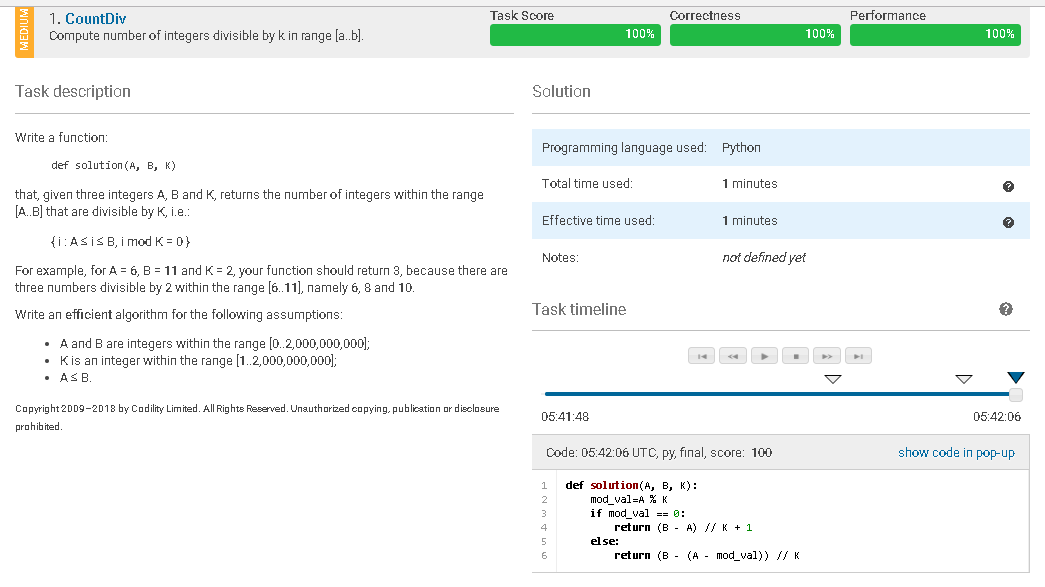 MEDIUM
1. CountDiv
Compute number of integers divisible by k in range [a..b].
Task Score
100%
Correctness
100%
Performance
100%
Task description
Write a function:
def solution(A, B, K)
that, given three integers A, B and K, returns the number of integers within the range
[A..B] that are divisible by K, i.e.:
{ i : A ≤ i ≤ B, i mod K = 0 }
For example, for A = 6, B = 11 and K = 2, your function should return 3, because there are
three numbers divisible by 2 within the range [6..11], namely 6, 8 and 10.
Write an efficient algorithm for the following assumptions:
• A and B are integers within the range [0..2,000,000,000];
• K is an integer within the range [1..2,000,000,000];
• A ≤ B.
Copyright 2009–2018 by Codility Limited. All Rights Reserved. Unauthorized copying, publication or disclosure
prohibited.
Solution
Programming language used: Python
Total time used: 1 minutes ?
Effective time used: 1 minutes ?
Notes: not defined yet
Task timeline ?
05:41:48 05:42:06
Code: 05:42:06 UTC, py, final, score: 100 show code in pop-up
1 def solution(A, B, K):
2 mod_val=A % K
3 if mod_val == 0:
4 return (B - A) // K + 1
5 else:
6 return (B - (A - mod_val)) // K